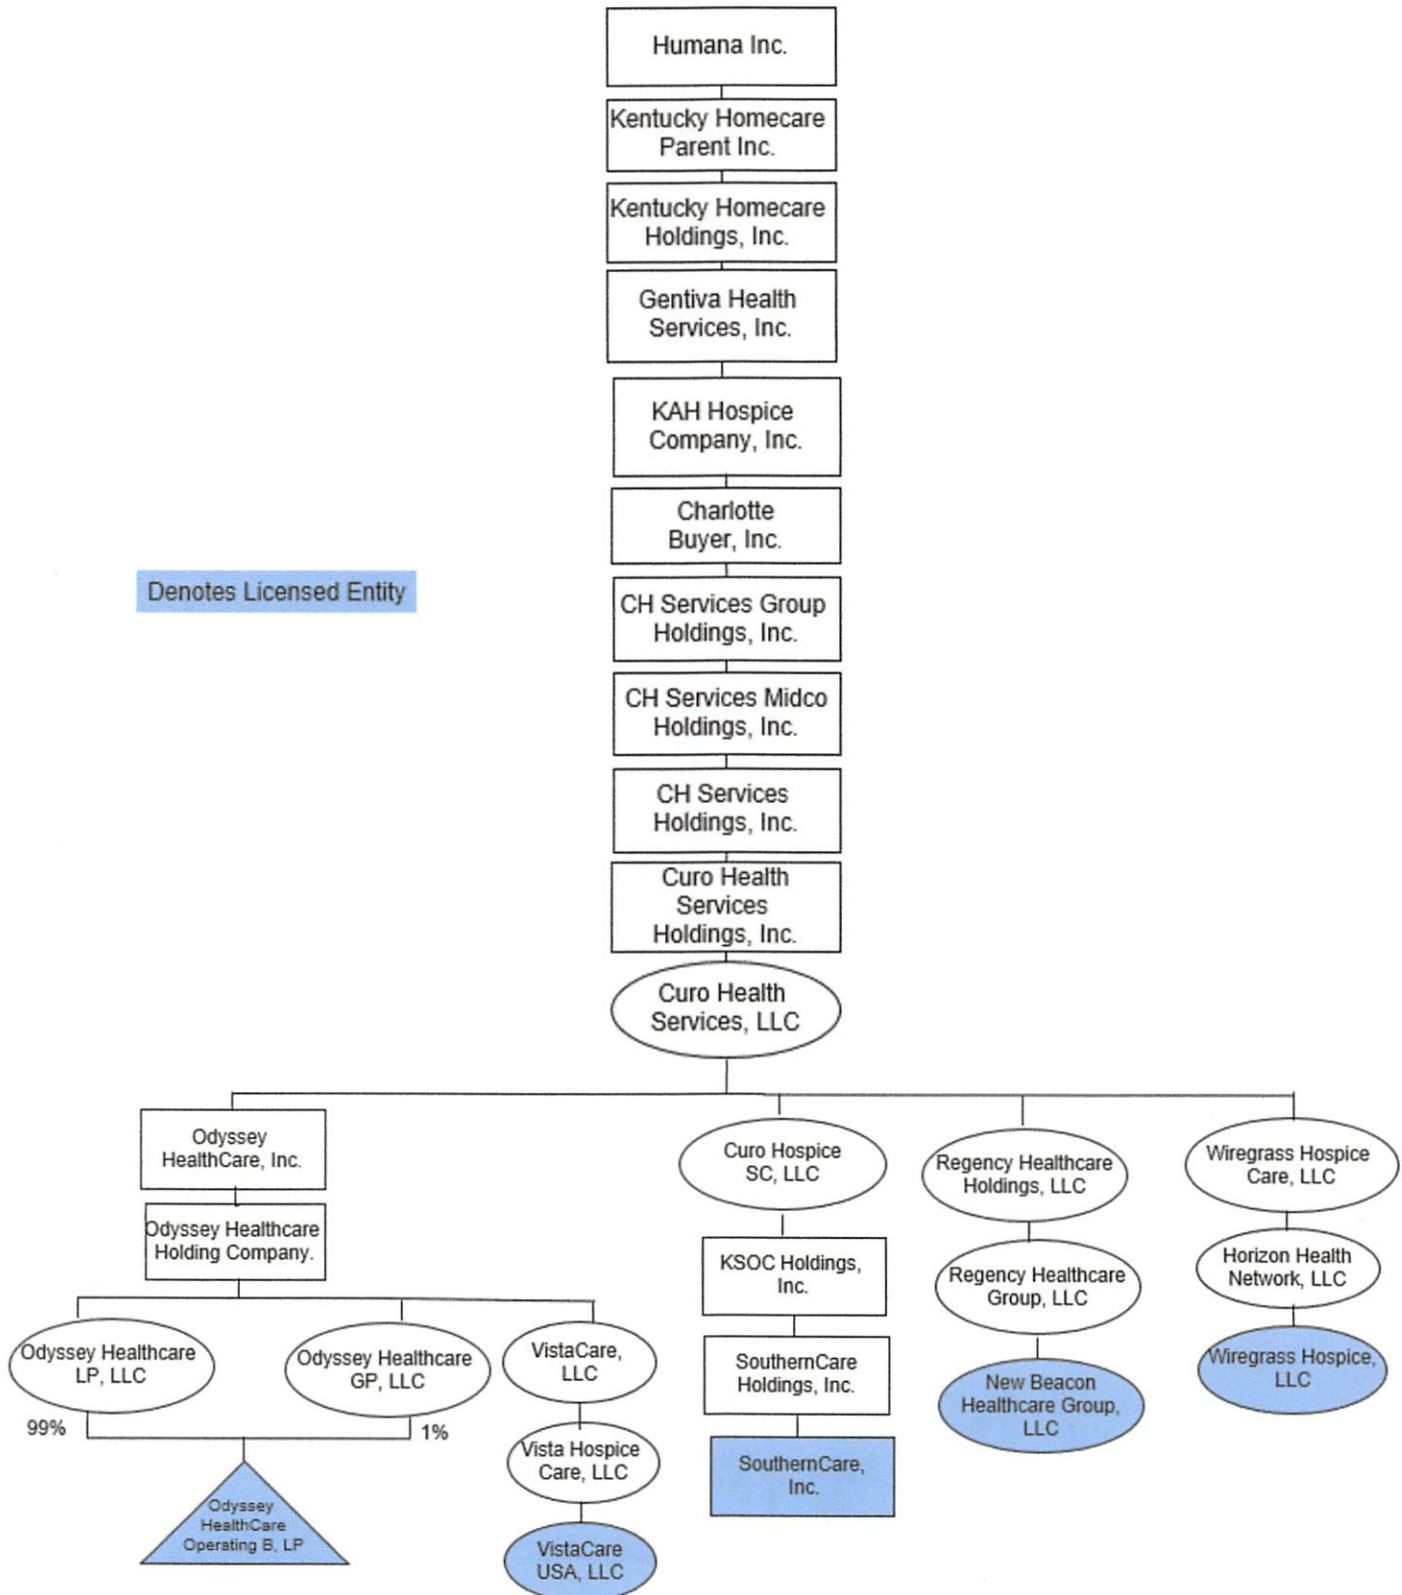 Humana Inc.
Kentucky Homecare
Parent Inc.
Kentucky Homecare
Holdings, Inc.
Gentiva Health
Services, Inc.
KAH Hospice
Company, Inc.
Charlotte
Buyer, Inc.
Denotes Licensed Entity
CH Services Group
Holdings, Inc.
CH Services Midco
Holdings, Inc.
CH Services
Holdings, Inc.
Curo Health
Services
Holdings, Inc.
Curo Health
Services, LLC
Odyssey
HealthCare, Inc.
Odyssey Healthcare
Holding Company.
Odyssey Healthcare
LP, LLC
Odyssey Healthcare
GP, LLC
99%
1%
Odyssey
HealthCare
Operating B, LP
VistaCare,
LLC
Vista Hospice
Care, LLC
VistaCare
USA, LLC
Curo Hospice
SC, LLC
KSOC Holdings,
Inc.
SouthernCare
Holdings, Inc.
SouthernCare,
Inc.
Regency Healthcare
Holdings, LLC
Regency Healthcare
Group, LLC
New Beacon
Healthcare Group,
LLC
Wiregrass Hospice
Care, LLC
Horizon Health
Network, LLC
Wiregrass Hospice,
LLC